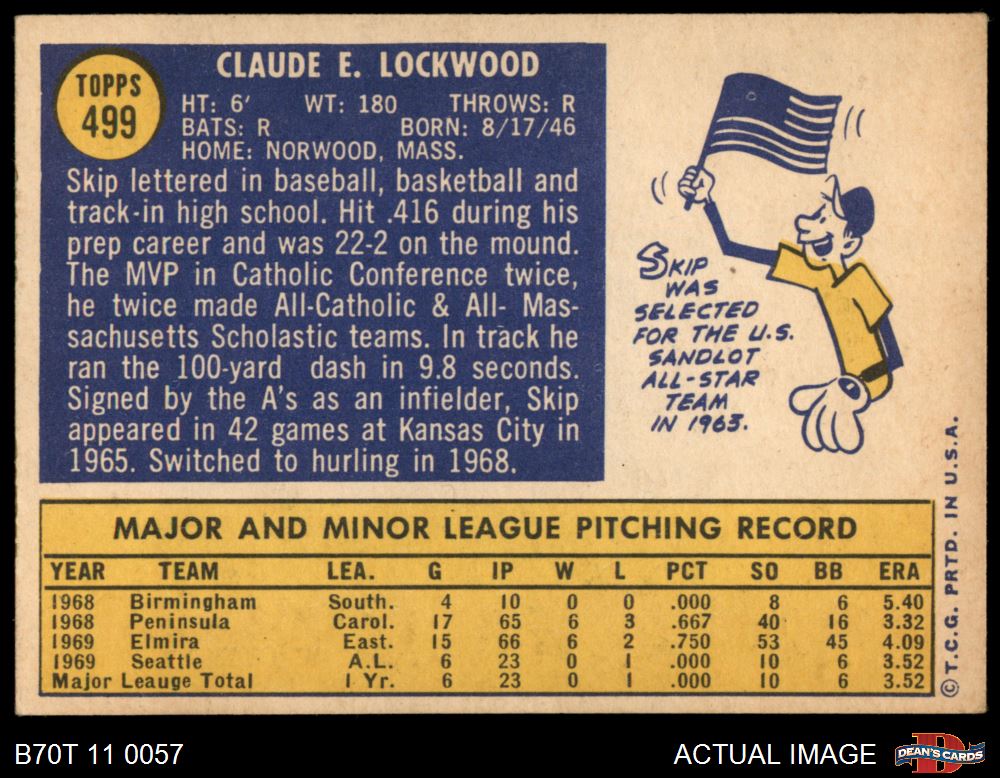 TOPPS
499
CLAUDE E. LOCKWOOD
HT: 6' WT: 180 THROWS: R
BATS: R BORN: 8/17/46
HOME: NORWOOD, MASS.
Skip lettered in baseball, basketball and
track-in high school. Hit .416 during his
prep career and was 22-2 on the mound.
The MVP in Catholic Conference twice,
he twice made All-Catholic & All- Mas-
sachusetts Scholastic teams. In track he
ran the 100-yard dash in 9.8 seconds.
Signed by the A's as an infielder, Skip
appeared in 42 games at Kansas City in
1965. Switched to hurling in 1968.
SKIP
WAS
SELECTED
FOR THE U.S.
SANDLOT
ALL-STAR
TEAM
IN 1963.
MAJOR AND MINOR LEAGUE PITCHING RECORD
YEAR TEAM LEA. G IP W L PCT SO BB ERA
1968 Birmingham South. 4 10 0 0 .000 8 6 5.40
1968 Peninsula Carol. 17 65 6 3 .667 40 16 3.32
1969 Elmira East. 15 66 6 2 .750 53 45 4.09
1969 Seattle A.L. 6 23 0 1 .000 10 6 3.52
Major Leauge Total 1 Yr. 6 23 0 1 .000 10 6 3.52
©T.C.G. PRTD. IN U.S.A.
B70T 11 0057 ACTUAL IMAGE
DEAN'S CARDS